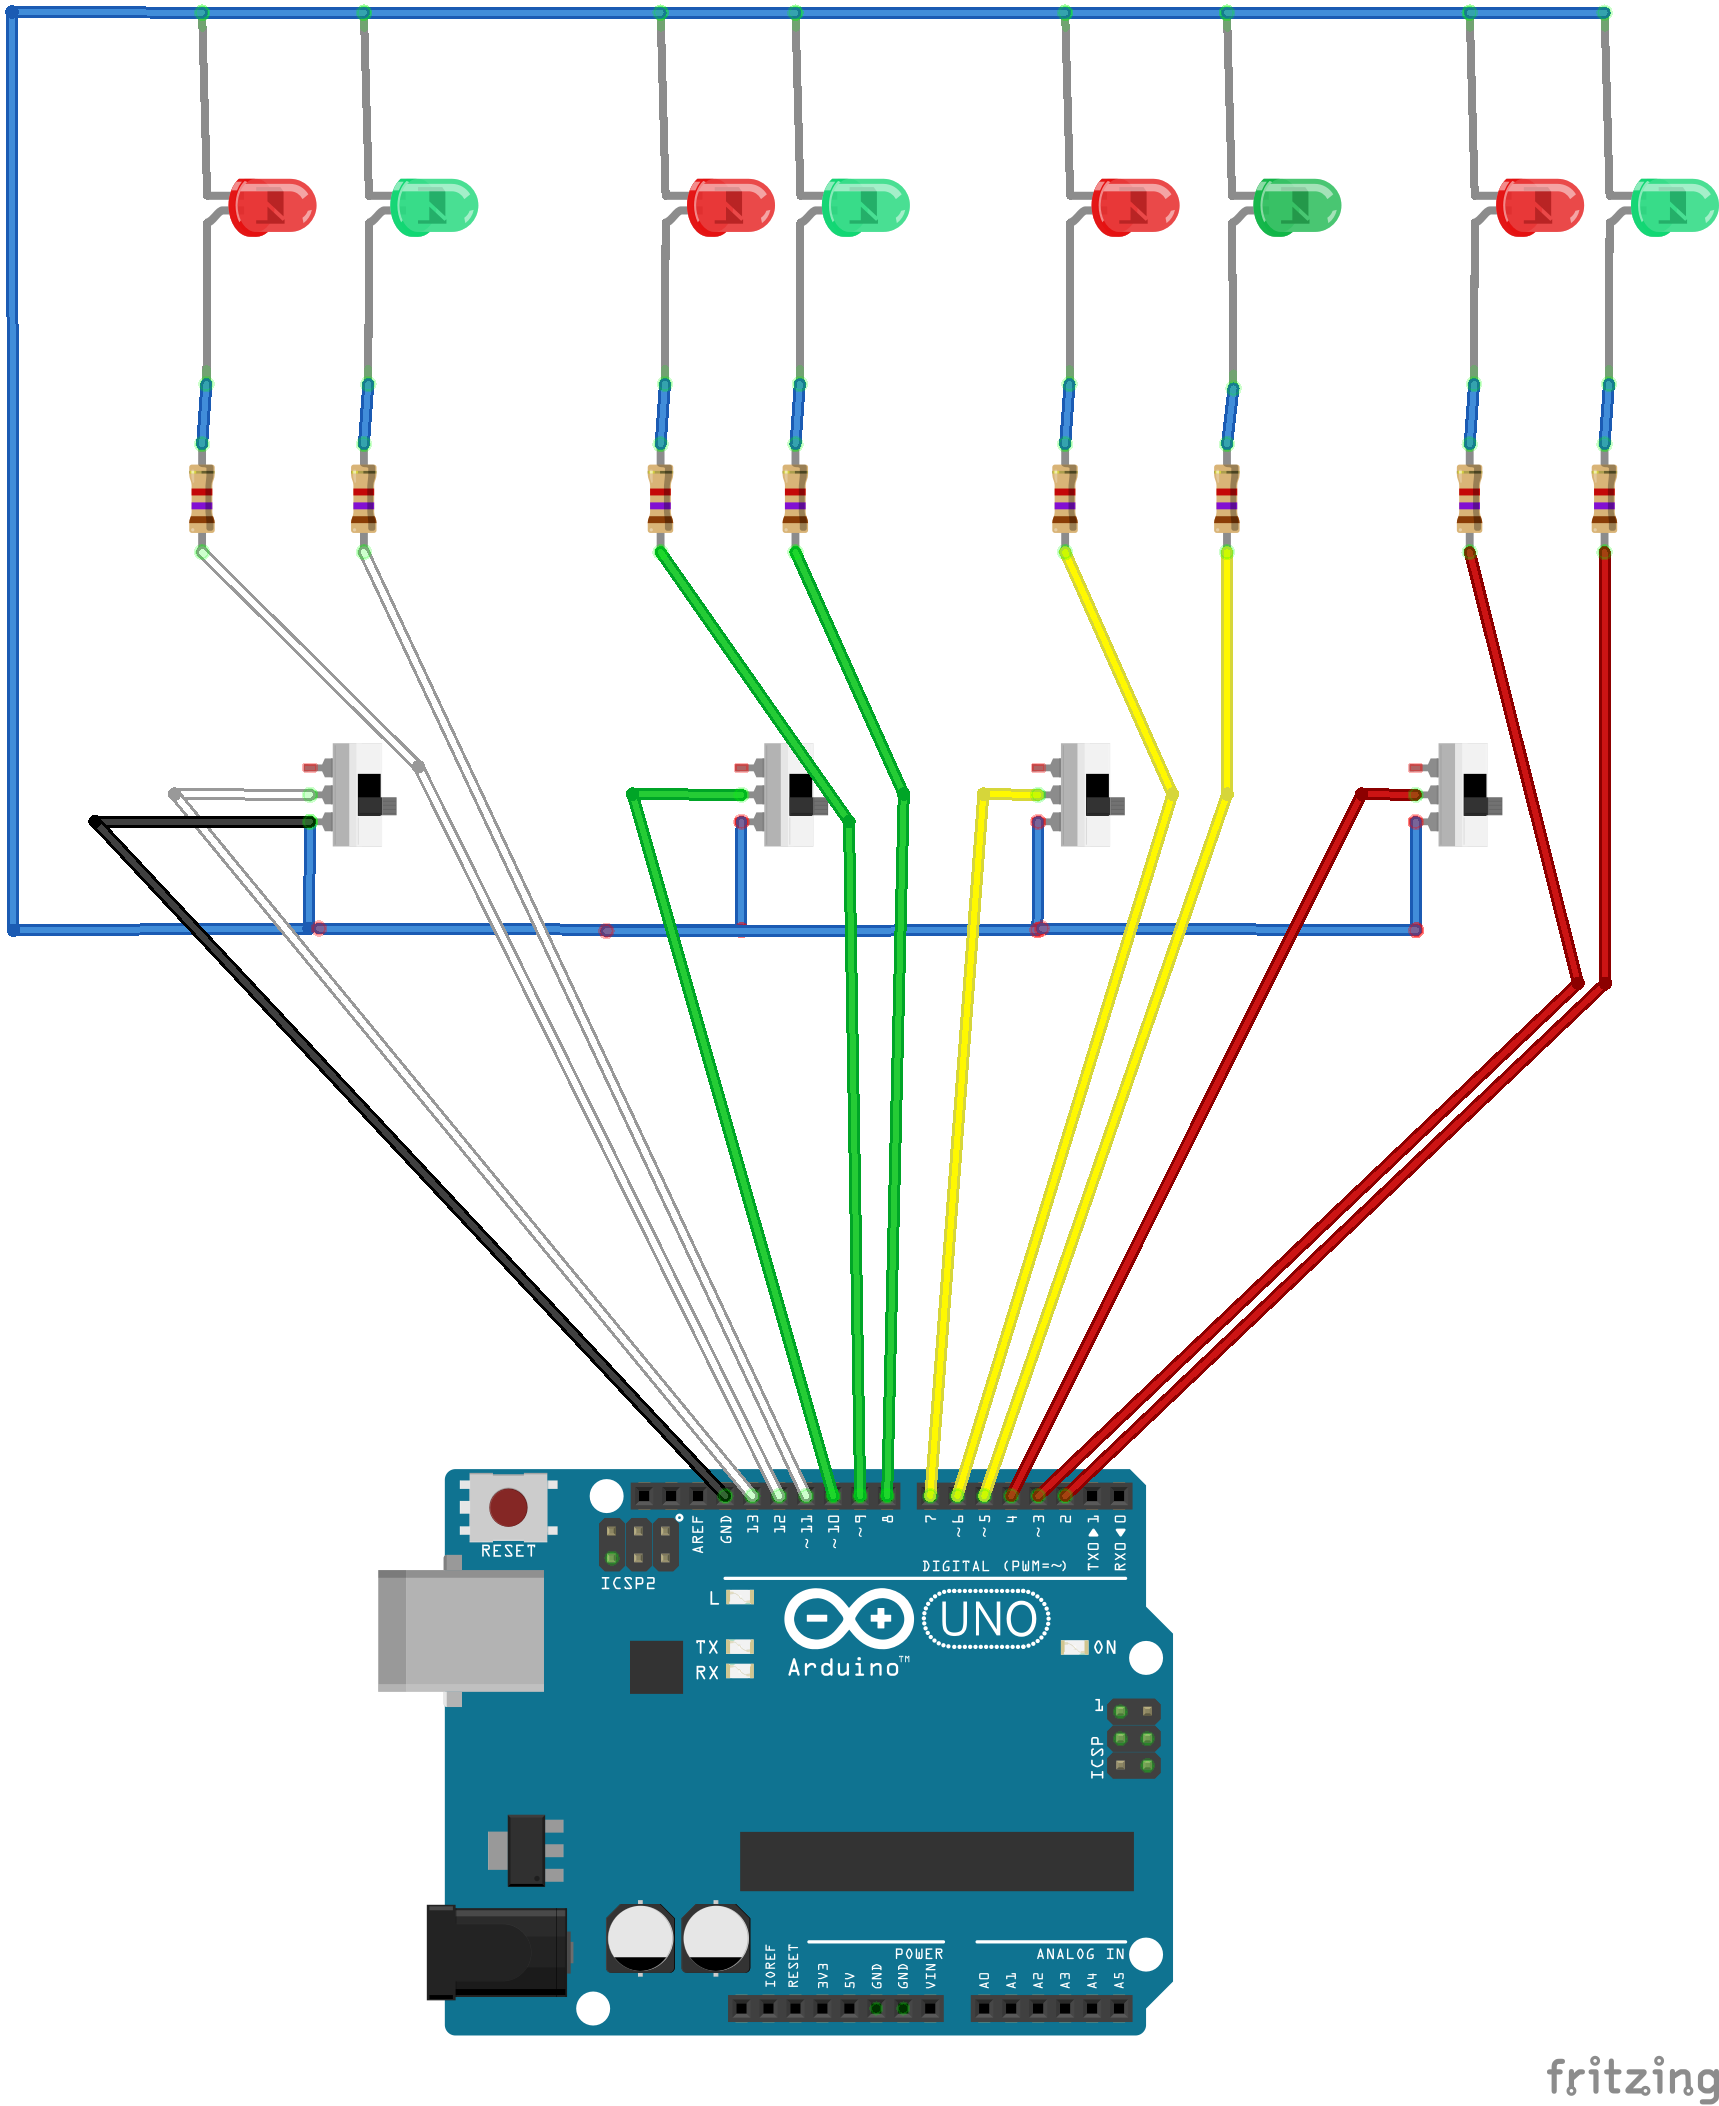 RESET
ICSP2
AREF
GND
13
12
~11
~10
~9
8
7
~6
~5
4
~3
2
TX0▶1
RX0◀0
DIGITAL (PWM=~)
L
TX
RX
UNO
ON
Arduino™
1
ICSP
IOREF
RESET
3V3
5V
GND
GND
VIN
POWER
ANALOG IN
A0
A1
A2
A3
A4
A5
fritzing